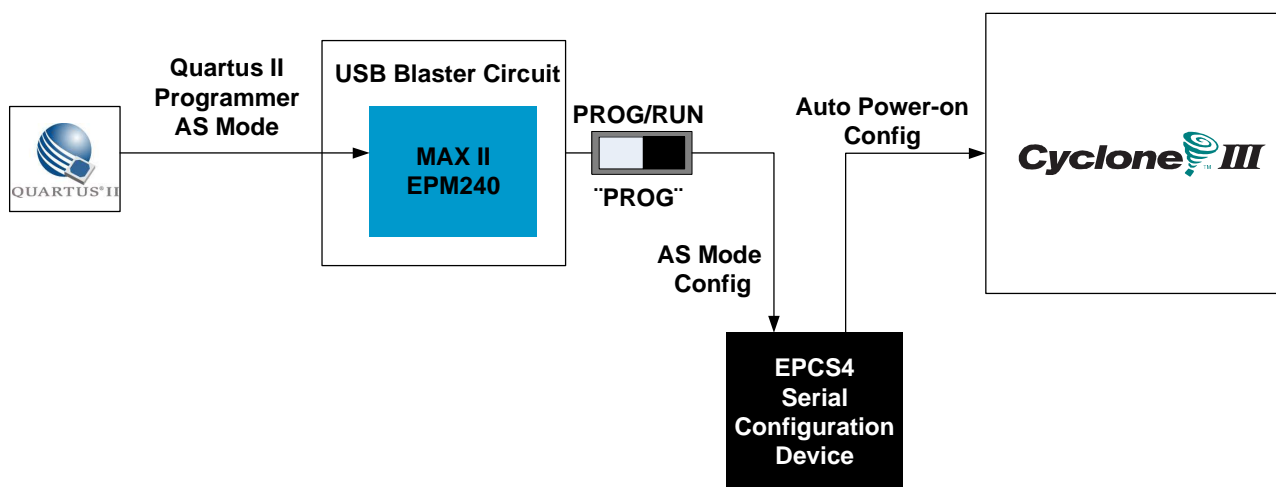 Quartus II
Programmer
AS Mode
QUARTUS® II
USB Blaster Circuit
MAX II
EPM240
PROG/RUN
¨PROG¨
AS Mode
Config
EPCS4
Serial
Configuration
Device
Auto Power-on
Config
Cyclone™ III